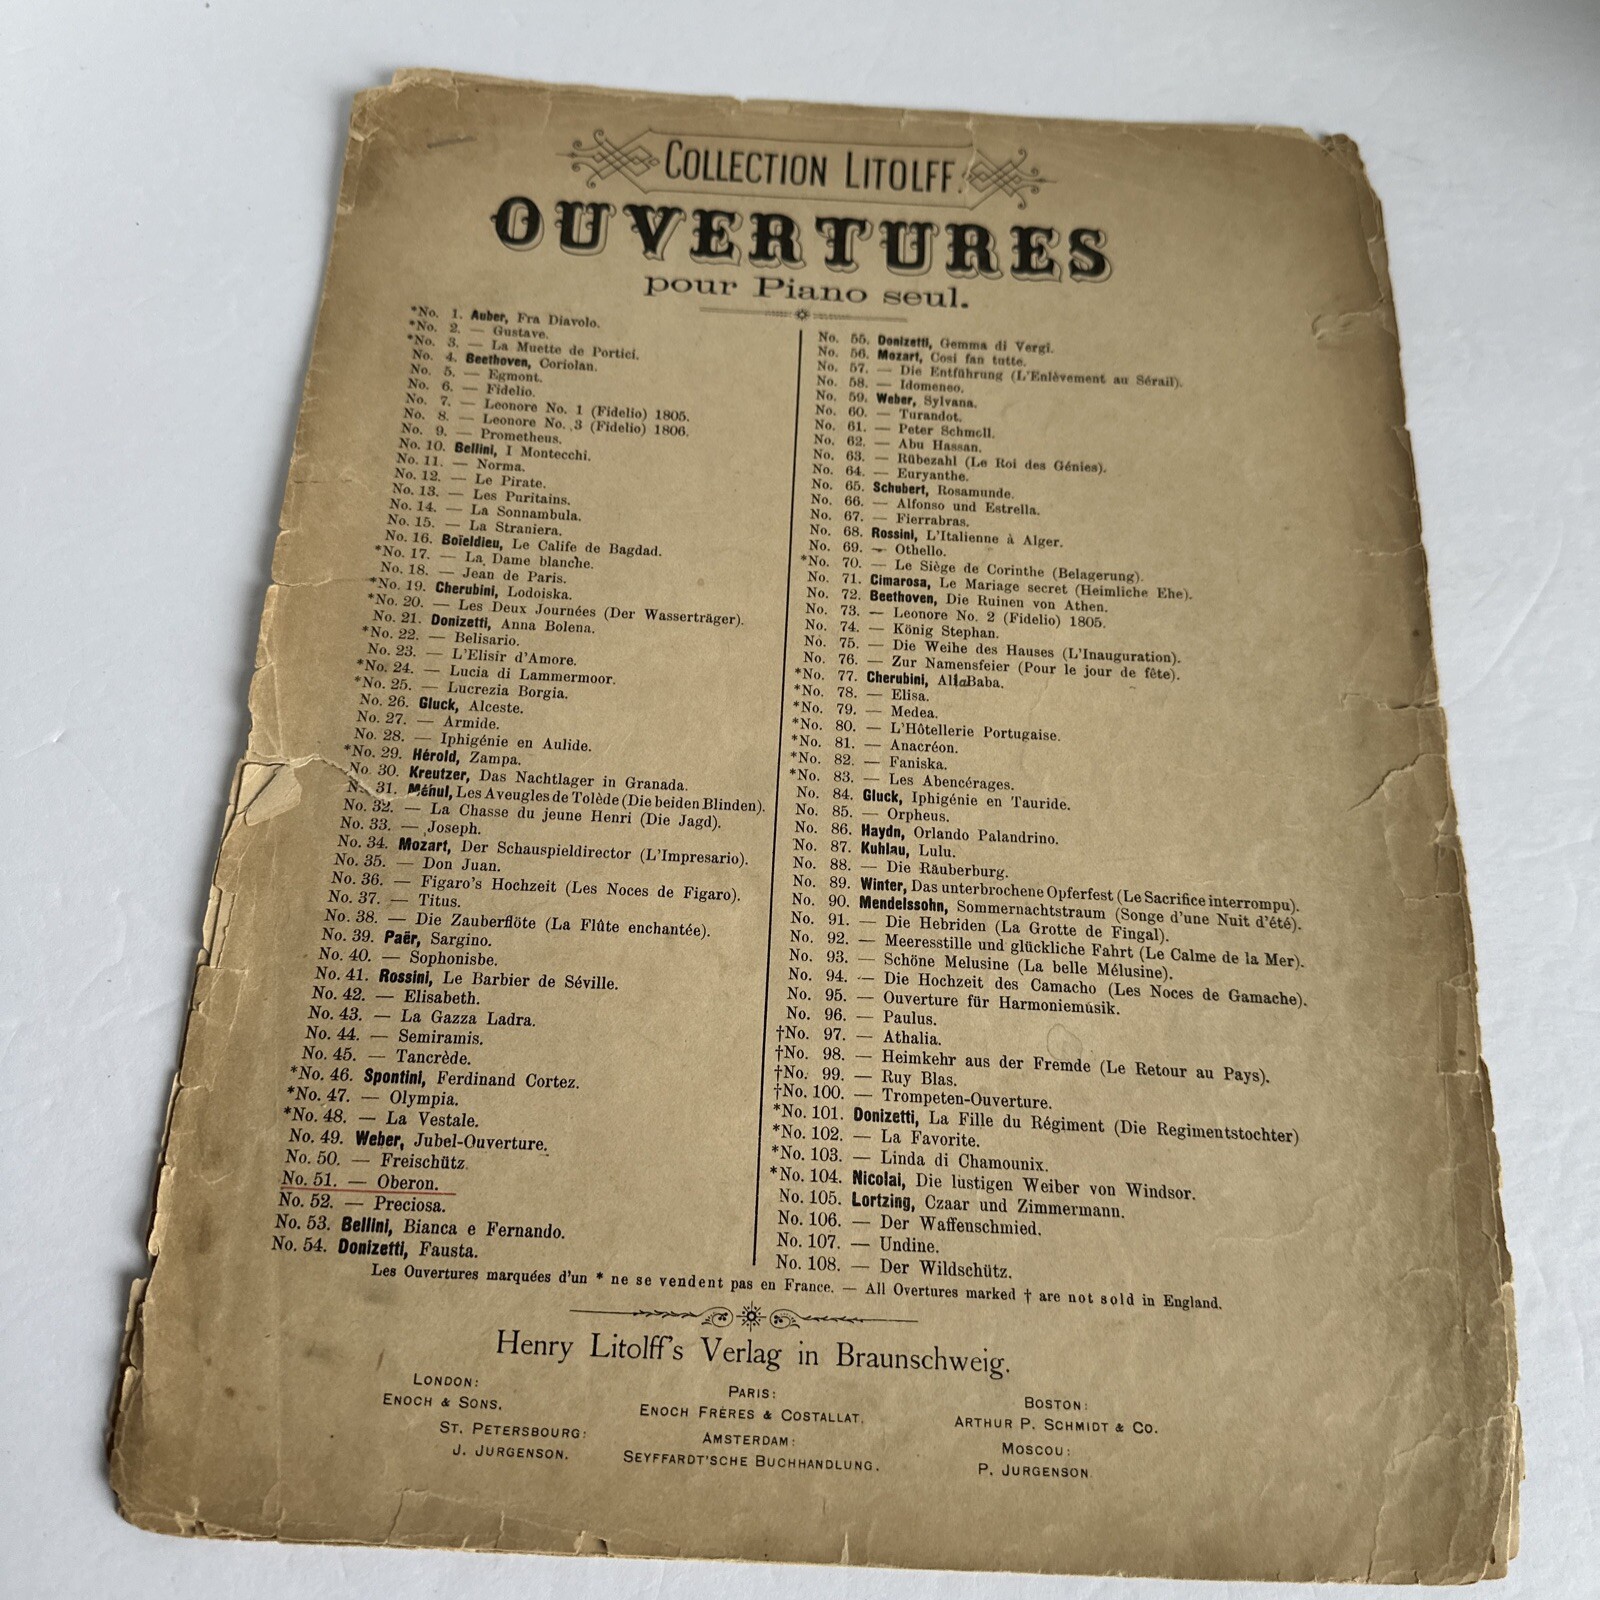 COLLECTION LITOLFF.
OUVERTURES
pour Piano seul.
*No. 1. Auber, Fra Diavolo.
*No. 2. — Gustave.
*No. 3. — La Muette de Portici.
No. 4. Beethoven, Coriolan.
No. 5. — Egmont.
No. 6. — Fidelio.
No. 7. — Leonore No. 1 (Fidelio) 1805.
No. 8. — Leonore No. 3 (Fidelio) 1806.
No. 9. — Prometheus.
No. 10. Bellini, I Montecchi.
No. 11. — Norma.
No. 12. — Le Pirate.
No. 13. — Les Puritains.
No. 14. — La Sonnambula.
No. 15. — La Straniera.
No. 16. Boïeldieu, Le Calife de Bagdad.
*No. 17. — La Dame blanche.
No. 18. — Jean de Paris.
*No. 19. Cherubini, Lodoiska.
*No. 20. — Les Deux Journées (Der Wasserträger).
No. 21. Donizetti, Anna Bolena.
*No. 22. — Belisario.
No. 23. — L'Elisir d'Amore.
*No. 24. — Lucia di Lammermoor.
*No. 25. — Lucrezia Borgia.
No. 26. Gluck, Alceste.
No. 27. — Armide.
No. 28. — Iphigénie en Aulide.
*No. 29. Hérold, Zampa.
No. 30. Kreutzer, Das Nachtlager in Granada.
No. 31. Méhul, Les Aveugles de Tolède (Die beiden Blinden).
No. 32. — La Chasse du jeune Henri (Die Jagd).
No. 33. — Joseph.
No. 34. Mozart, Der Schauspieldirector (L'Impresario).
No. 35. — Don Juan.
No. 36. — Figaro's Hochzeit (Les Noces de Figaro).
No. 37. — Titus.
No. 38. — Die Zauberflöte (La Flûte enchantée).
No. 39. Paër, Sargino.
No. 40. — Sophonisbe.
No. 41. Rossini, Le Barbier de Séville.
No. 42. — Elisabeth.
No. 43. — La Gazza Ladra.
No. 44. — Semiramis.
No. 45. — Tancrède.
*No. 46. Spontini, Ferdinand Cortez.
*No. 47. — Olympia.
*No. 48. — La Vestale.
No. 49. Weber, Jubel-Ouverture.
No. 50. — Freischütz
No. 51. — Oberon.
No. 52. — Preciosa.
No. 53. Bellini, Bianca e Fernando.
No. 54. Donizetti, Fausta.
No. 55. Donizetti, Gemma di Vergi.
No. 56. Mozart, Cosi fan tutte.
No. 57. — Die Entführung (L'Enlèvement au Sérail).
No. 58. — Idomeneo.
No. 59. Weber, Sylvana.
No. 60. — Turandot.
No. 61. — Peter Schmoll.
No. 62. — Abu Hassan.
No. 63. — Rübezahl (Le Roi des Génies).
No. 64. — Euryanthe.
No. 65. Schubert, Rosamunde.
No. 66. — Alfonso und Estrella.
No. 67. — Fierrabras.
No. 68. Rossini, L'Italienne à Alger.
No. 69. — Othello.
*No. 70. — Le Siège de Corinthe (Belagerung).
No. 71. Cimarosa, Le Mariage secret (Heimliche Ehe).
No. 72. Beethoven, Die Ruinen von Athen.
No. 73. — Leonore No. 2 (Fidelio) 1805.
No. 74. — König Stephan.
No. 75. — Die Weihe des Hauses (L'Inauguration).
No. 76. — Zur Namensfeier (Pour le jour de fête).
*No. 77. Cherubini, Ali Baba.
*No. 78. — Elisa.
*No. 79. — Medea.
*No. 80. — L'Hôtellerie Portugaise.
*No. 81. — Anacréon.
*No. 82. — Faniska.
*No. 83. — Les Abencérages.
No. 84. Gluck, Iphigénie en Tauride.
No. 85. — Orpheus.
No. 86. Haydn, Orlando Palandrino.
No. 87. Kuhlau, Lulu.
No. 88. — Die Räuberburg.
No. 89. Winter, Das unterbrochene Opferfest (Le Sacrifice interrompu).
No. 90. Mendelssohn, Sommernachtstraum (Songe d'une Nuit d'été).
No. 91. — Die Hebriden (La Grotte de Fingal).
No. 92. — Meeresstille und glückliche Fahrt (Le Calme de la Mer).
No. 93. — Schöne Melusine (La belle Mélusine).
No. 94. — Die Hochzeit des Camacho (Les Noces de Gamache).
No. 95. — Ouverture für Harmoniemusik.
No. 96. — Paulus.
†No. 97. — Athalia.
†No. 98. — Heimkehr aus der Fremde (Le Retour au Pays).
†No. 99. — Ruy Blas.
†No. 100. — Trompeten-Ouverture.
*No. 101. Donizetti, La Fille du Régiment (Die Regimentstochter)
*No. 102. — La Favorite.
*No. 103. — Linda di Chamounix.
*No. 104. Nicolai, Die lustigen Weiber von Windsor.
No. 105. Lortzing, Czaar und Zimmermann.
No. 106. — Der Waffenschmied.
No. 107. — Undine.
No. 108. — Der Wildschütz.
Les Ouvertures marquées d'un * ne se vendent pas en France. — All Overtures marked † are not sold in England.
Henry Litolff's Verlag in Braunschweig.
LONDON:
ENOCH & SONS.
ST. PETERSBOURG:
J. JURGENSON.
PARIS:
ENOCH FRÈRES & COSTALLAT.
AMSTERDAM:
SEYFFARDT'SCHE BUCHHANDLUNG.
BOSTON:
ARTHUR P. SCHMIDT & CO.
MOSCOU:
P. JURGENSON